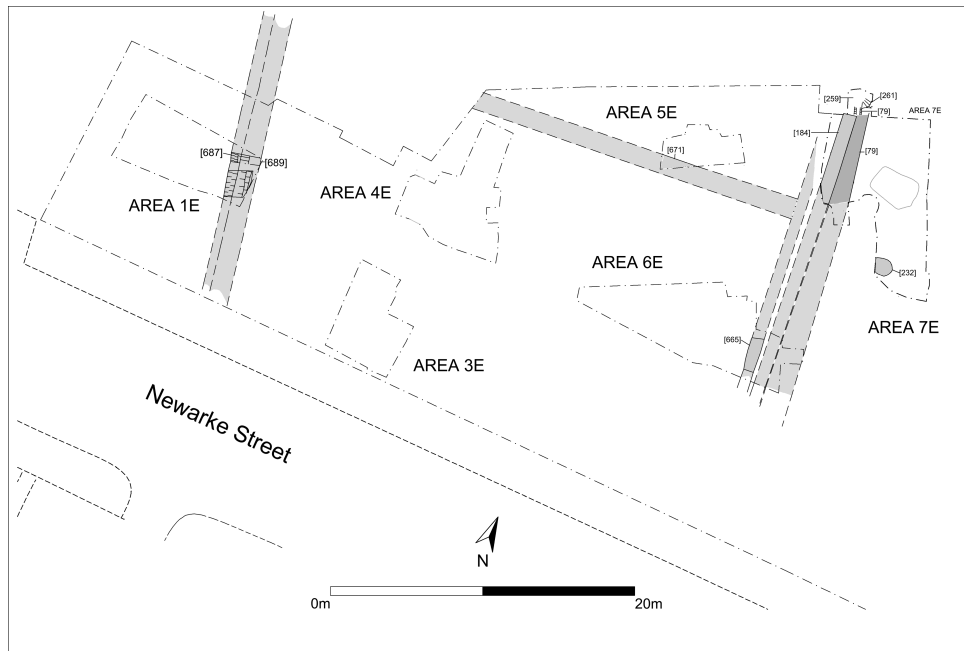 [261]
[259]
[79]
AREA 7E
AREA 5E
[184]
[79]
[671]
[687]
[689]
AREA 4E
AREA 1E
AREA 6E
[232]
AREA 7E
[665]
AREA 3E
Newarke Street
N
0m
20m